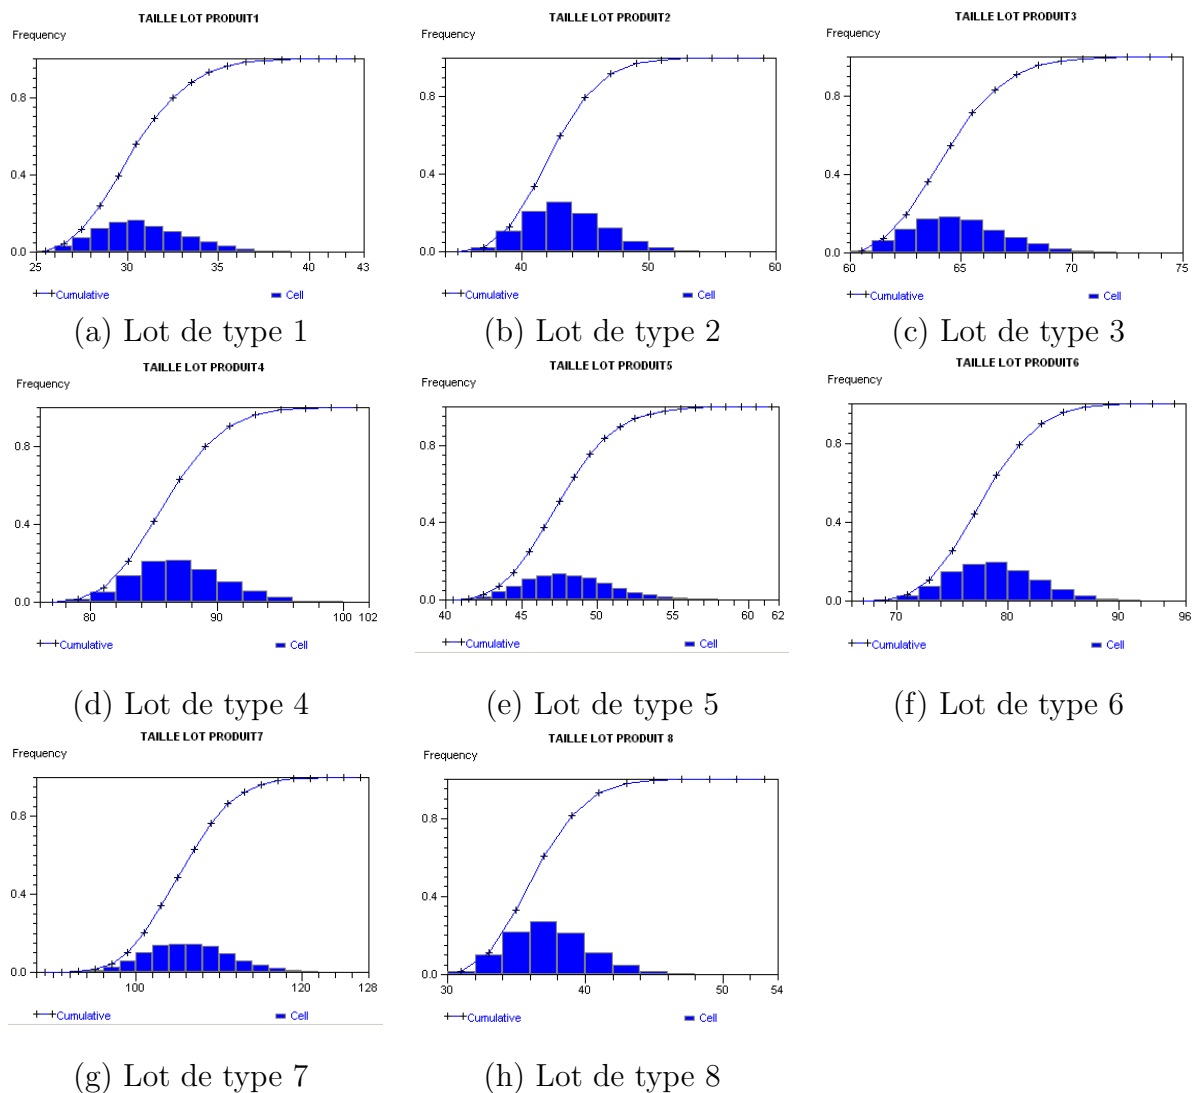 TAILLE LOT PRODUIT1
Frequency
0.8
0.4
0.0
25 30 35 40 43
Cumulative Cell
(a) Lot de type 1
TAILLE LOT PRODUIT2
Frequency
0.8
0.4
0.0
40 50 60
Cumulative Cell
(b) Lot de type 2
TAILLE LOT PRODUIT3
Frequency
0.8
0.4
0.0
60 65 70 75
Cumulative Cell
(c) Lot de type 3
TAILLE LOT PRODUIT4
Frequency
0.8
0.4
0.0
80 90 100 102
Cumulative Cell
(d) Lot de type 4
TAILLE LOT PRODUIT5
Frequency
0.8
0.4
0.0
40 45 50 55 60 62
Cumulative Cell
(e) Lot de type 5
TAILLE LOT PRODUIT6
Frequency
0.8
0.4
0.0
70 80 90 96
Cumulative Cell
(f) Lot de type 6
TAILLE LOT PRODUIT7
Frequency
0.8
0.4
0.0
100 120 128
Cumulative Cell
(g) Lot de type 7
TAILLE LOT PRODUIT 8
Frequency
0.8
0.4
0.0
30 40 50 54
Cumulative Cell
(h) Lot de type 8